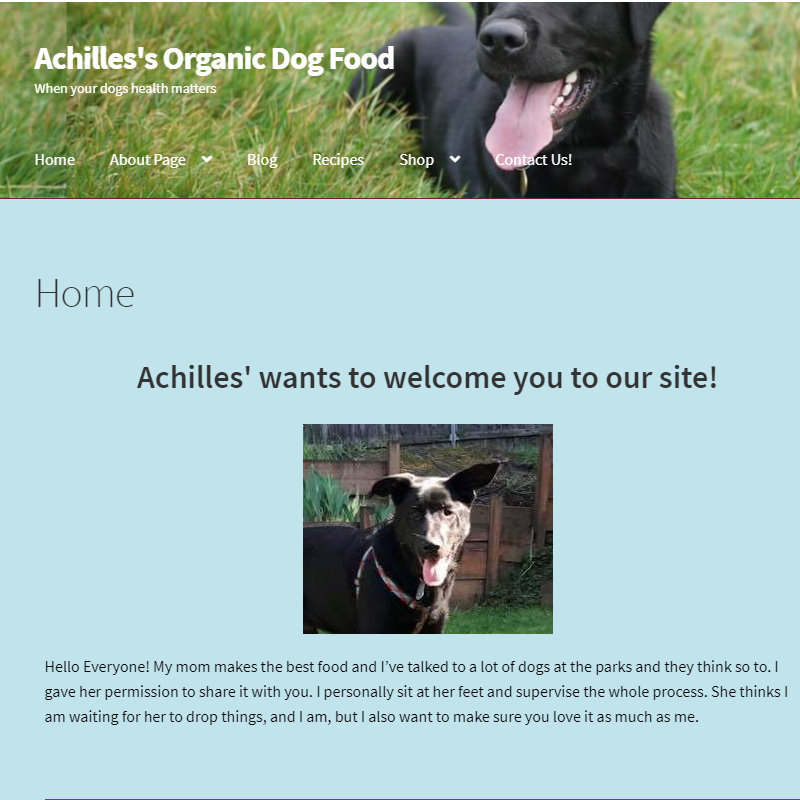 Achilles's Organic Dog Food
When your dogs health matters
Home About Page Blog Recipes Shop Contact Us!
Home
Achilles' wants to welcome you to our site!
Hello Everyone! My mom makes the best food and I’ve talked to a lot of dogs at the parks and they think so to. I
gave her permission to share it with you. I personally sit at her feet and supervise the whole process. She thinks I
am waiting for her to drop things, and I am, but I also want to make sure you love it as much as me.